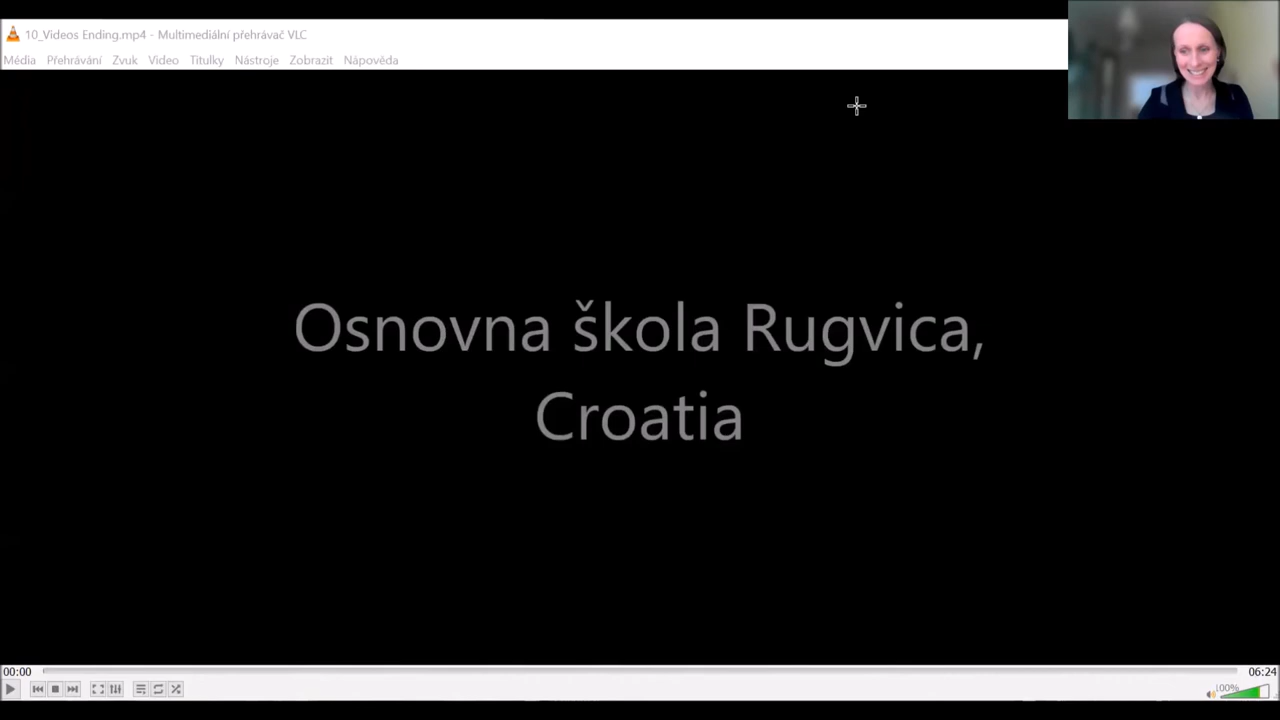 10_Videos Ending.mp4 - Multimediální přehrávač VLC
Média Přehrávání Zvuk Video Titulky Nástroje Zobrazit Nápověda
Osnovna škola Rugvica,
Croatia
00:00 06:24
100%